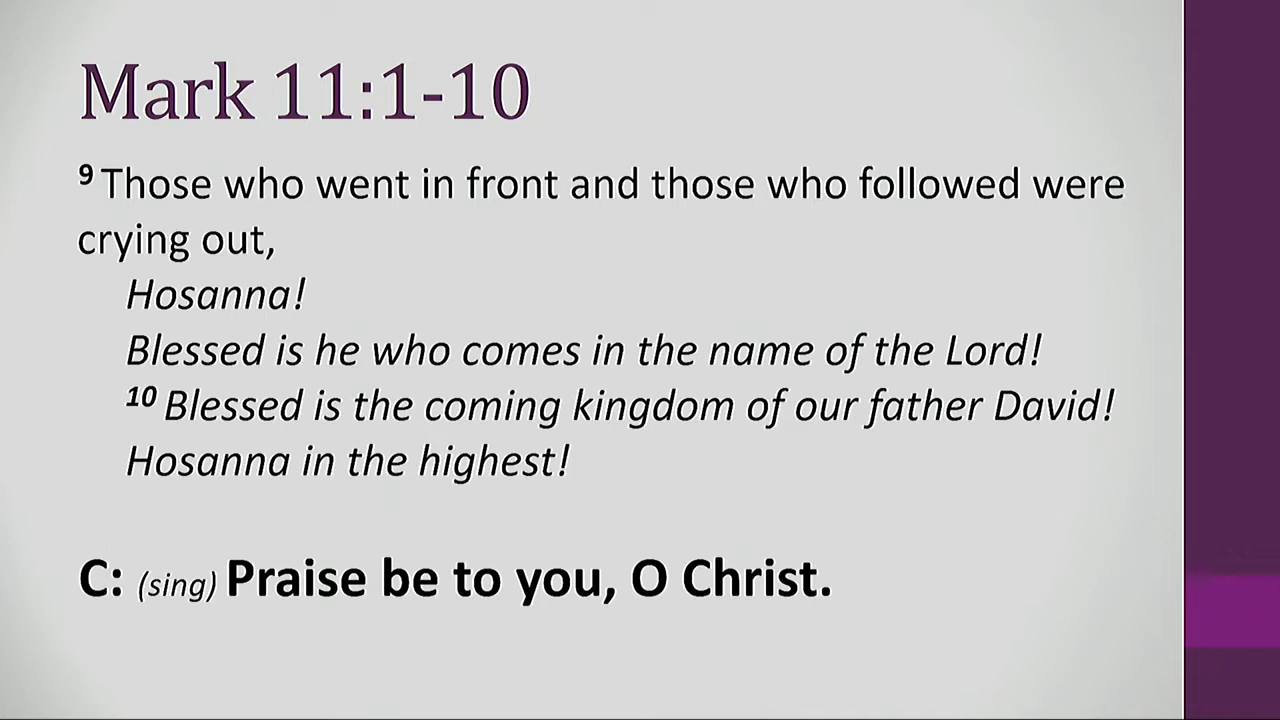 Mark 11:1-10
9 Those who went in front and those who followed were
crying out,
Hosanna!
Blessed is he who comes in the name of the Lord!
10 Blessed is the coming kingdom of our father David!
Hosanna in the highest!
C: (sing) Praise be to you, O Christ.